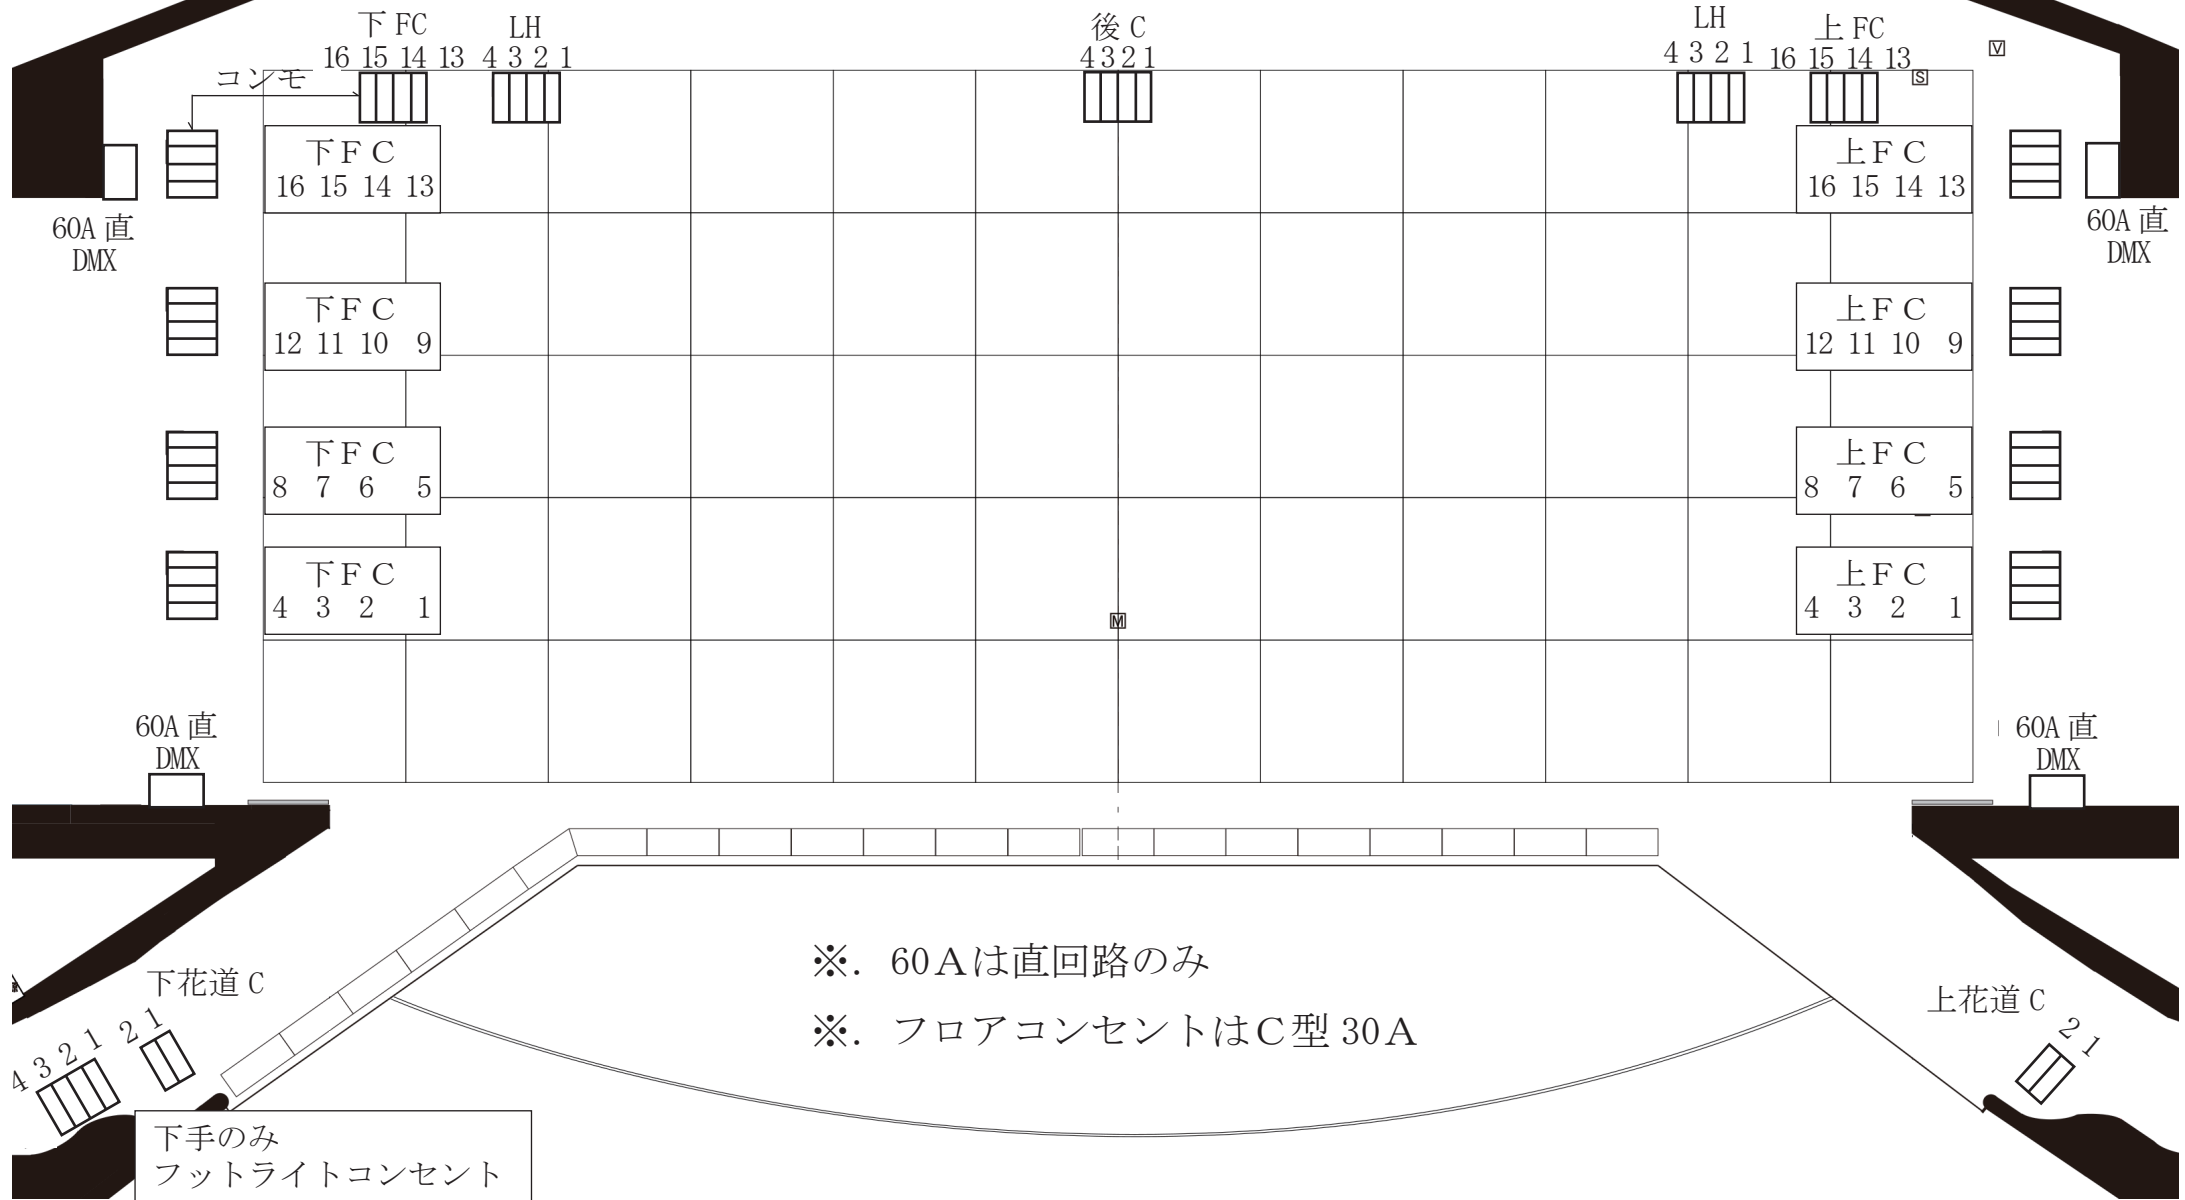 下 FC
LH
後 C
LH
上 FC
16 15 14 13
4 3 2 1
4 3 2 1
4 3 2 1
16 15 14 13
V
コンモ
S
下ＦＣ
16 15 14 13
上ＦＣ
16 15 14 13
60A 直
DMX
60A 直
DMX
下ＦＣ
12 11 10 9
上ＦＣ
12 11 10 9
下ＦＣ
8 7 6 5
上ＦＣ
8 7 6 5
下ＦＣ
4 3 2 1
上ＦＣ
4 3 2 1
M
60A 直
DMX
60A 直
DMX
※．60Ａは直回路のみ
※．フロアコンセントはＣ型 30Ａ
下花道 C
4 3 2 1
2 1
上花道 C
2 1
下手のみ
フットライトコンセント